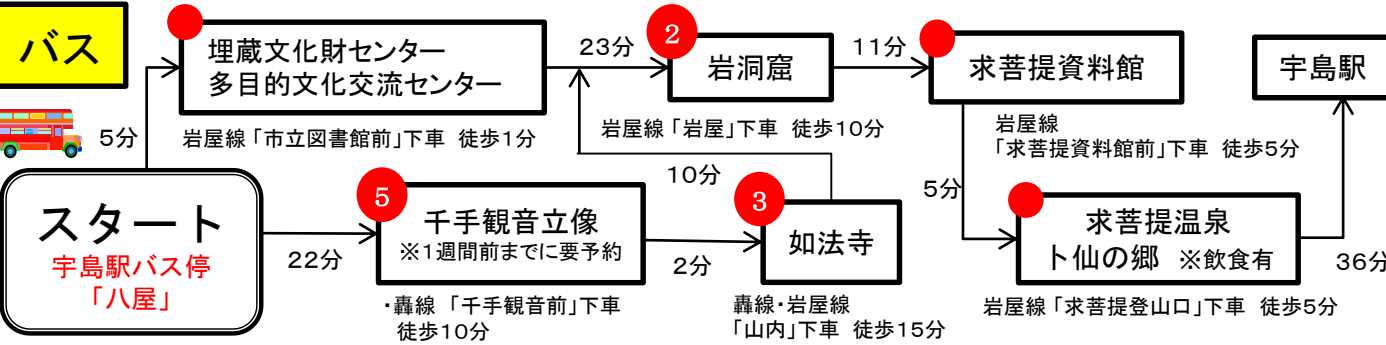 バス
5分
埋蔵文化財センター
多目的文化交流センター
岩屋線「市立図書館前」下車 徒歩1分
23分
2
岩洞窟
岩屋線「岩屋」下車 徒歩10分
11分
求菩提資料館
岩屋線
「求菩提資料館前」下車 徒歩5分
宇島駅
スタート
宇島駅バス停
「八屋」
22分
5
千手観音立像
※1週間前までに要予約
・轟線 「千手観音前」下車
徒歩10分
2分
10分
3
如法寺
轟線・岩屋線
「山内」下車 徒歩15分
5分
求菩提温泉
卜仙の郷 ※飲食有
岩屋線「求菩提登山口」下車 徒歩5分
36分